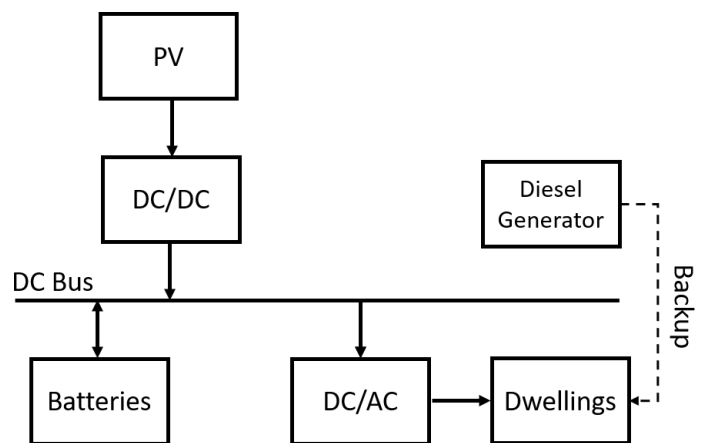 PV
DC/DC
Diesel
Generator
DC Bus
Backup
Batteries
DC/AC
Dwellings